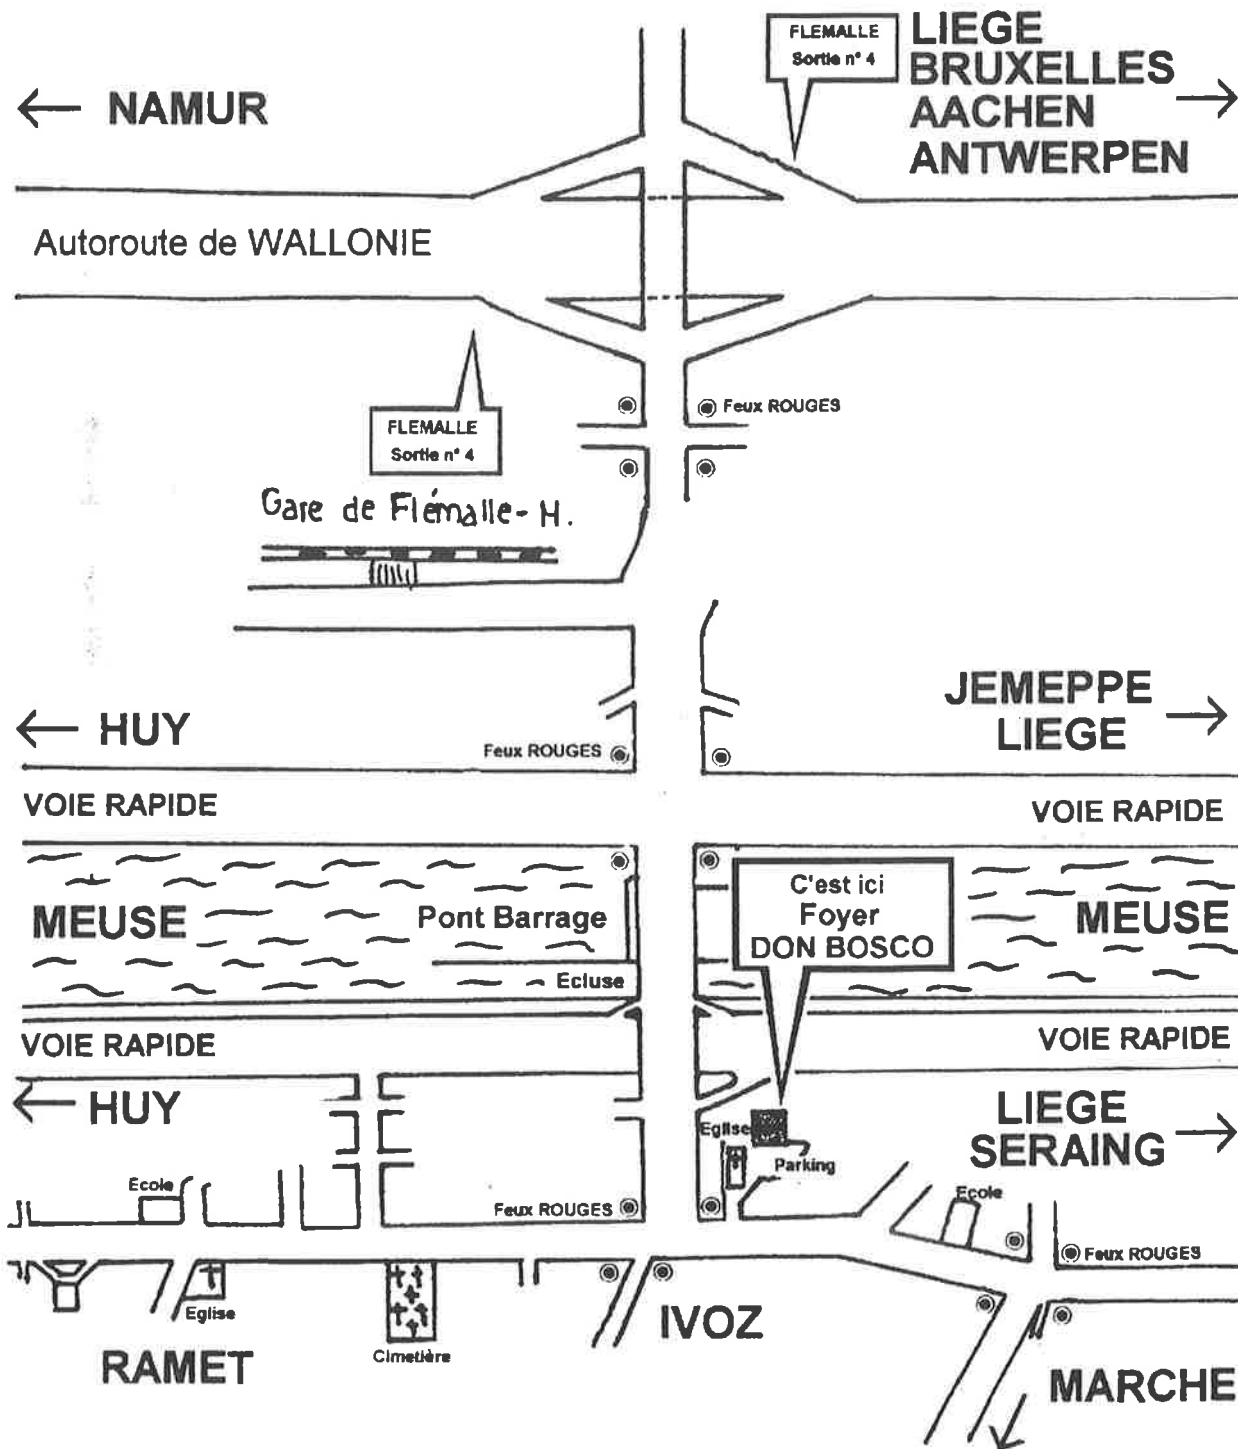 FLEMALLE
Sortie n° 4
LIEGE
BRUXELLES
AACHEN
ANTWERPEN
NAMUR
Autoroute de WALLONIE
FLEMALLE
Sortie n° 4
Feux ROUGES
Gare de Flémalle - H.
HUY
JEMEPPE
LIEGE
Feux ROUGES
VOIE RAPIDE
VOIE RAPIDE
C'est ici
Foyer
DON BOSCO
MEUSE
Pont Barrage
MEUSE
Ecluse
VOIE RAPIDE
VOIE RAPIDE
HUY
LIEGE
SERAING
Eglise
Parking
Ecole
Ecole
Feux ROUGES
Feux ROUGES
Eglise
IVOZ
Cimetière
RAMET
MARCHE